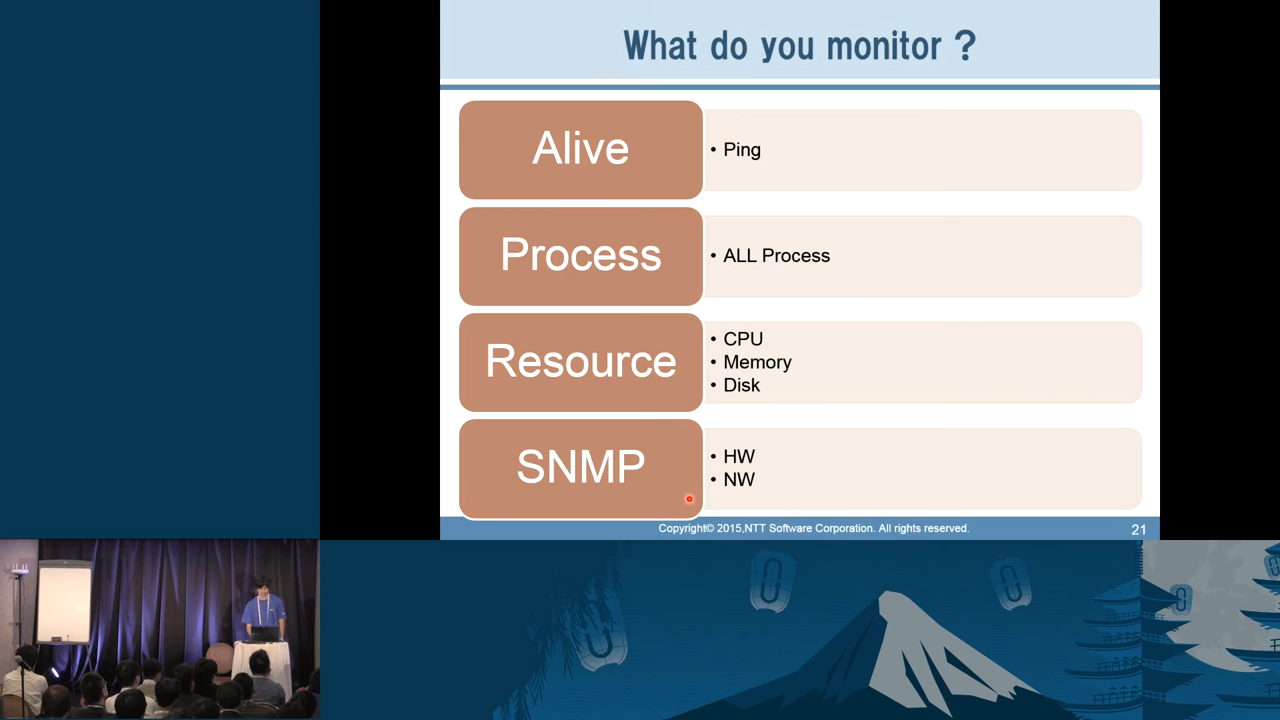 What do you monitor ?
Alive
• Ping
Process
• ALL Process
Resource
• CPU
• Memory
• Disk
SNMP
• HW
• NW
Copyright© 2015,NTT Software Corporation. All rights reserved.
21